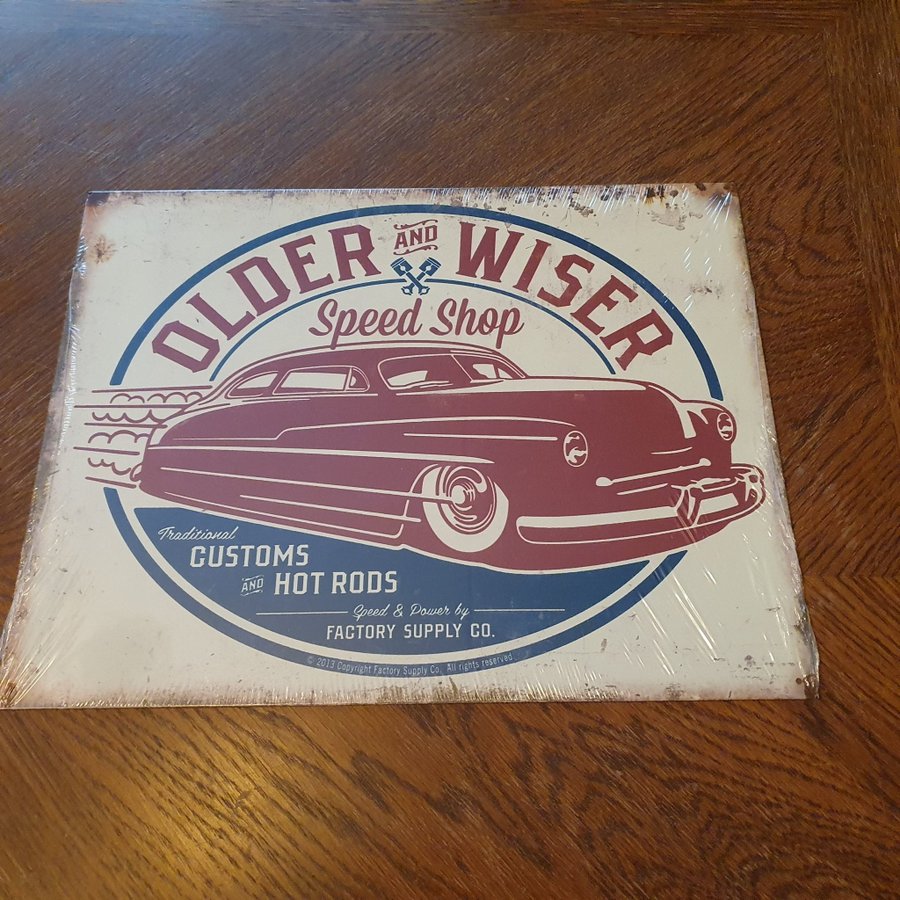 OLDER AND WISER
Speed Shop
Traditional
CUSTOMS
AND HOT RODS
Speed & Power by
FACTORY SUPPLY CO.
© 2013 Copyright Factory Supply Co. All rights reserved